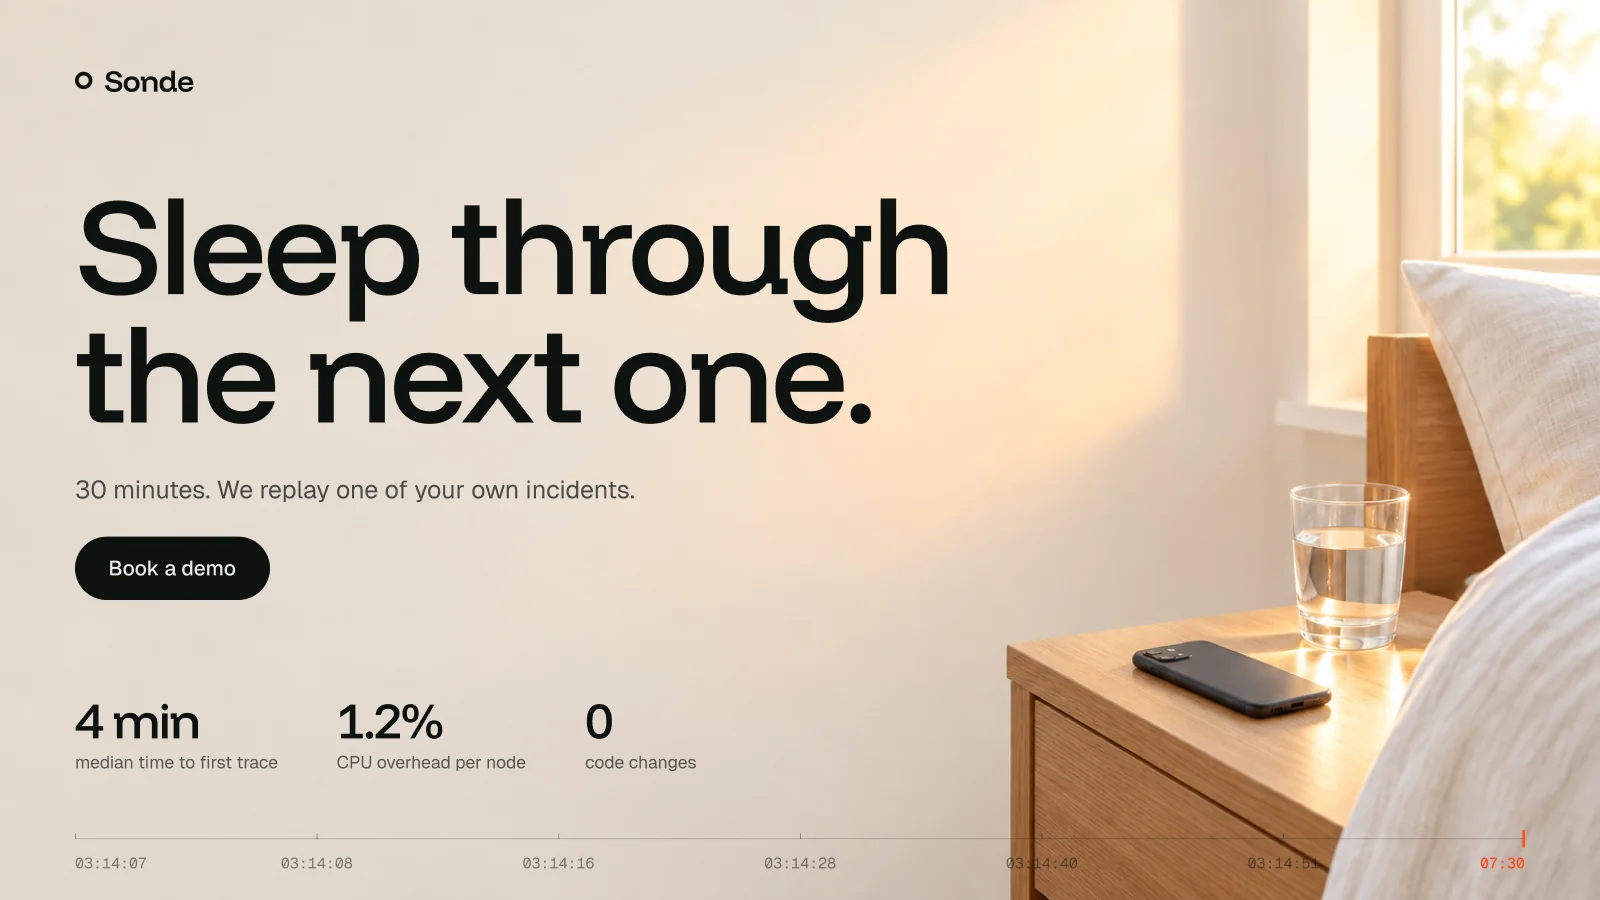 Sonde
Sleep through
the next one.
30 minutes. We replay one of your own incidents.
Book a demo
4 min
median time to first trace
1.2%
CPU overhead per node
0
code changes
03:14:07
03:14:08
03:14:16
03:14:28
03:14:40
03:14:51
07:30